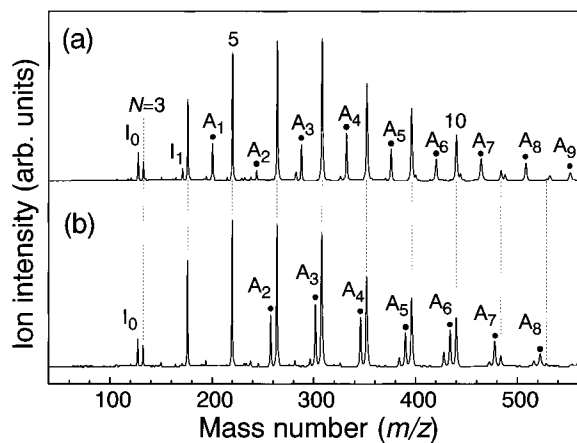 (a)
5
N=3
I0
I1
A1
A2
A3
A4
A5
10
A6
A7
A8
A9
(b)
I0
A2
A3
A4
A5
A6
A7
A8
Ion intensity (arb. units)
100 200 300 400 500
Mass number (m/z)